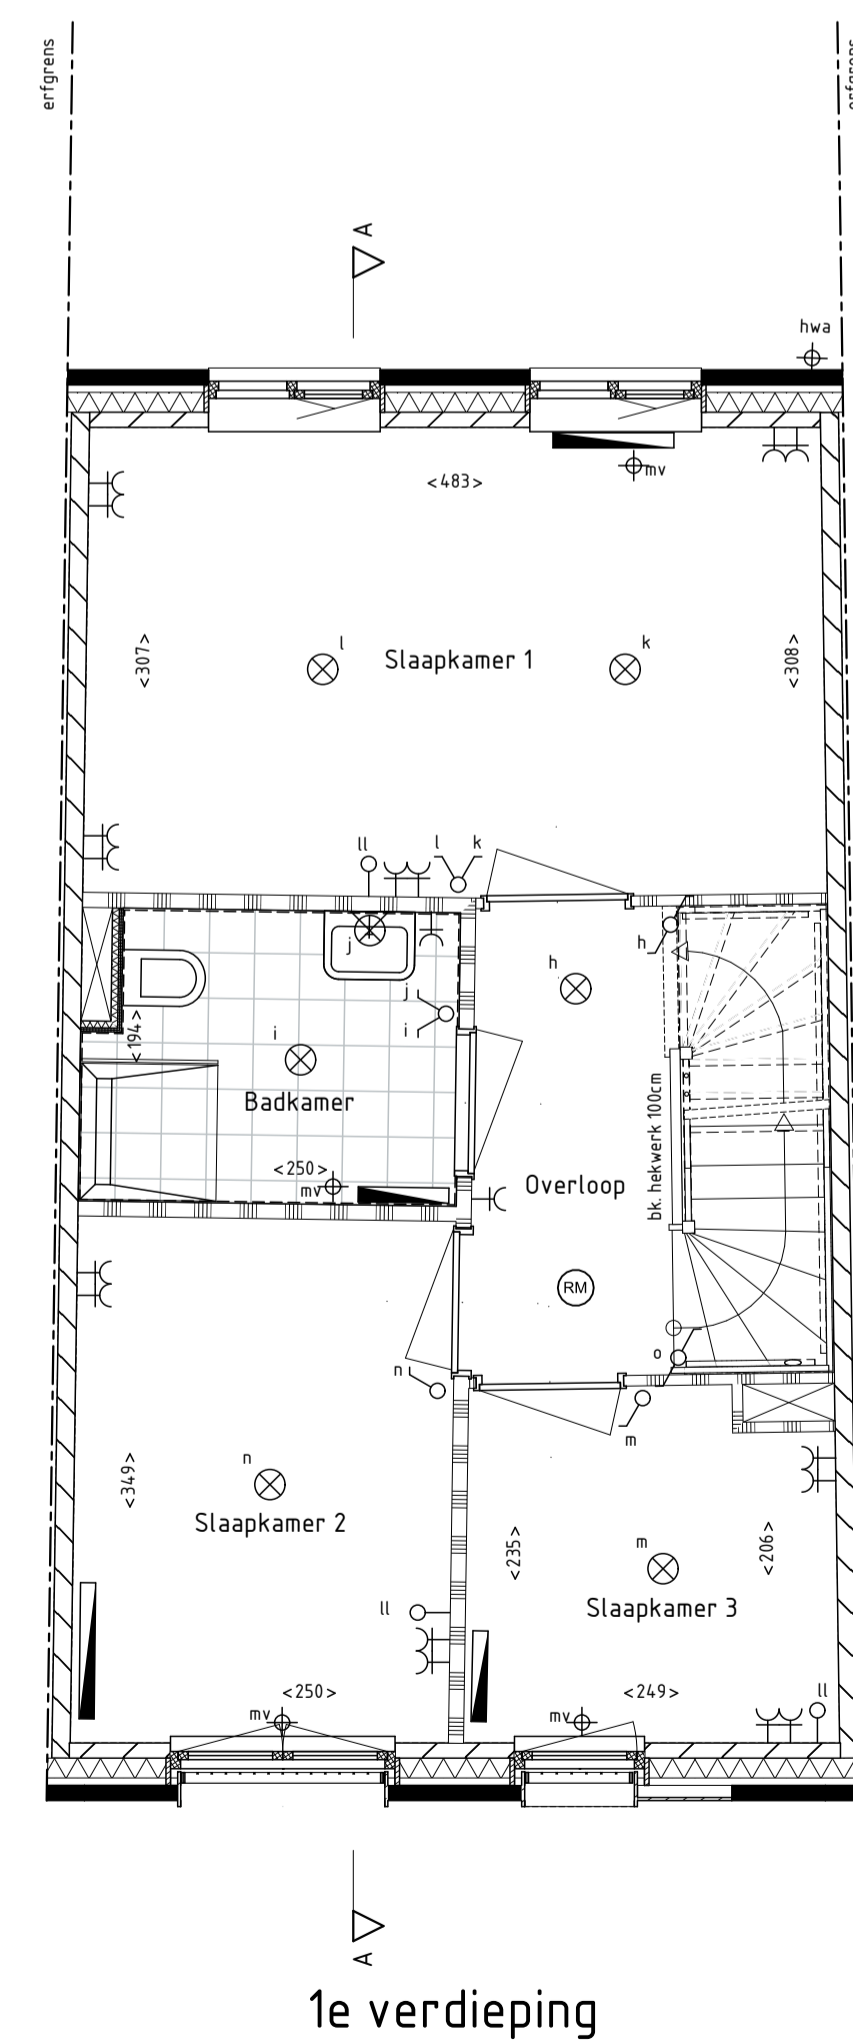 erfgrens
erfgrens
A
hwa
mv
<483>
l
k
<307>
Slaapkamer 1
<308>
ll
l
k
j
h
h
j
i
<194>
i
Badkamer
bk. hekwerk 100cm
<250>
mv
Overloop
RM
o
n
m
n
<349>
Slaapkamer 2
m
<235>
<206>
ll
Slaapkamer 3
<250>
mv
<249>
mv
ll
A
1e verdieping